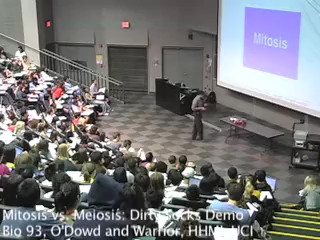 Mitosis
Mitosis vs. Meiosis: Dirty Socks Demo
Bio 93, O'Dowd and Warrior, HHMI, UCI